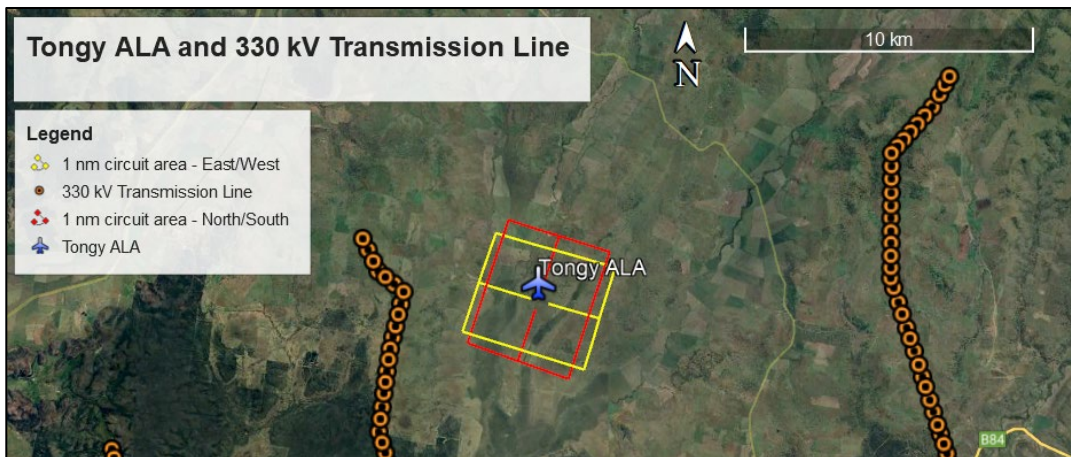 Tongy ALA and 330 kV Transmission Line
10 km
N
Legend
1 nm circuit area - East/West
330 kV Transmission Line
1 nm circuit area - North/South
Tongy ALA
Tongy ALA
B84